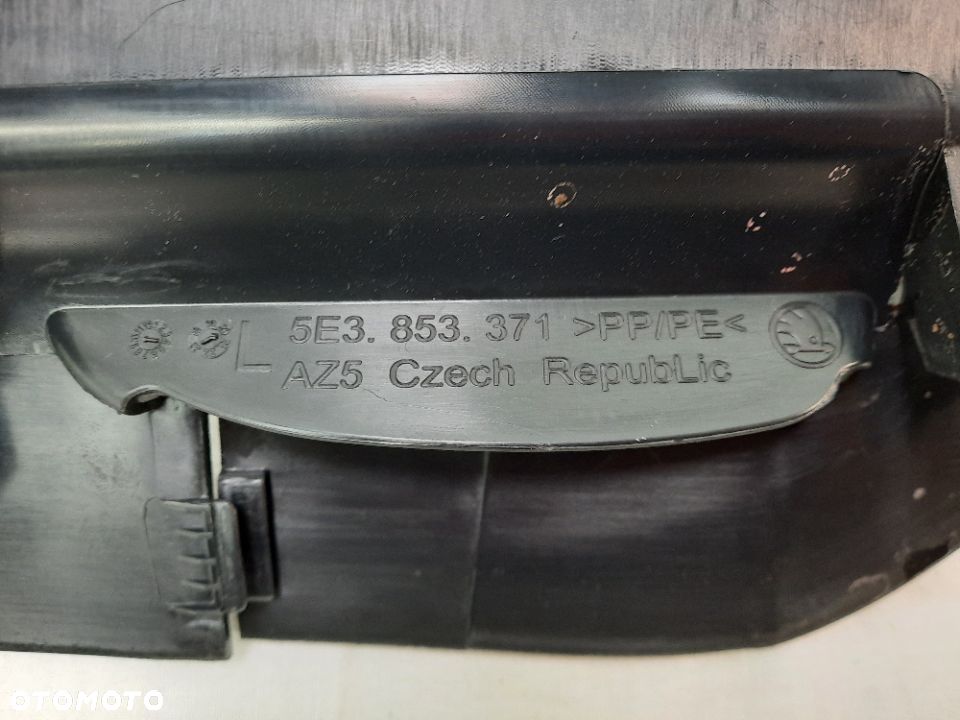 L 5E3. 853. 371 >PP/PE<
AZ5 Czech RepubLic
OTOMOTO